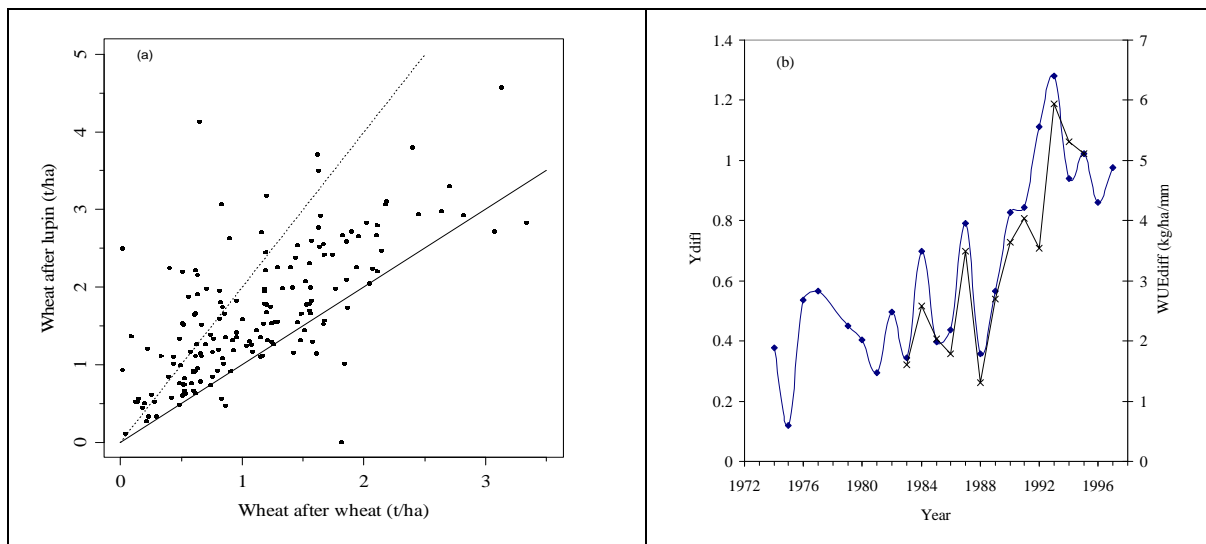 (a)
5
4
3
2
1
0
Wheat after lupin (t/ha)
0 1 2 3
Wheat after wheat (t/ha)
(b)
1.4
1.2
1
0.8
0.6
0.4
0.2
0
Ydifl
7
6
5
4
3
2
1
0
WUEdiff (kg/ha/mm)
1972 1976 1980 1984 1988 1992 1996
Year